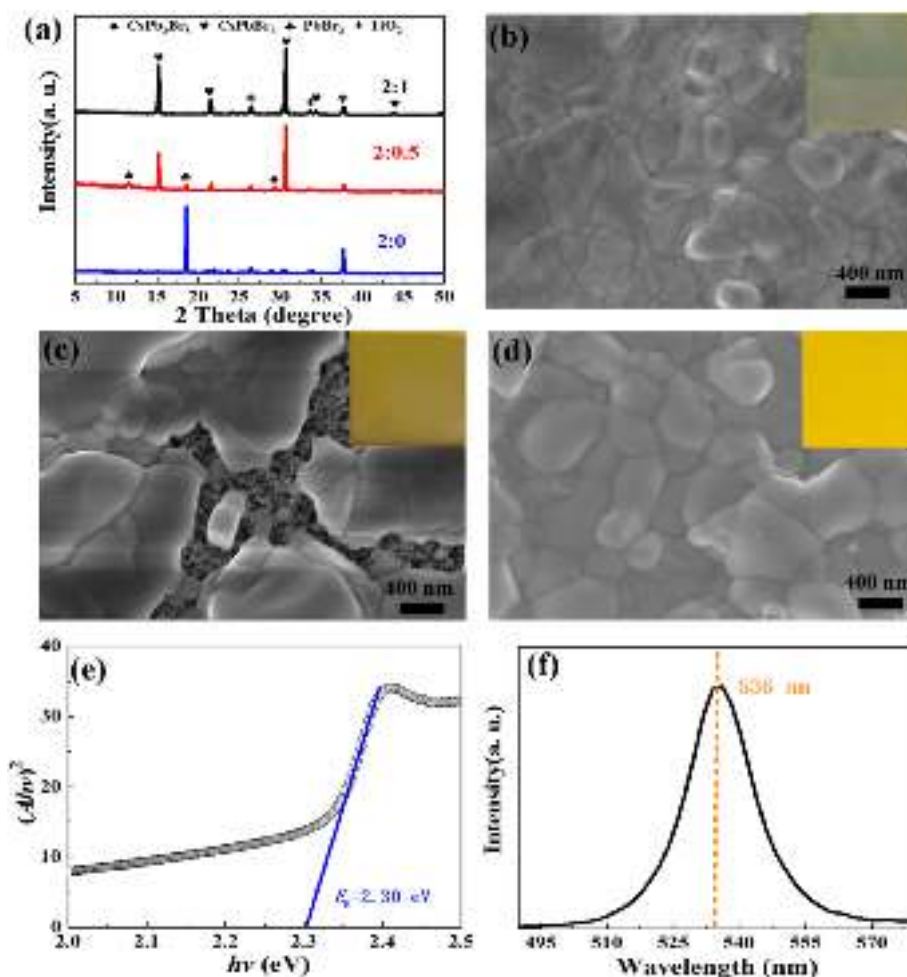 (a)
CsPb₂Br₅ CsPbBr₃ PbBr₂ TiO₂
2:1
2:0.5
2:0
Intensity(a. u.)
5 10 15 20 25 30 35 40 45 50
2 Theta (degree)
(b)
400 nm
(c)
400 nm
(d)
400 nm
(e)
40
30
20
10
0
(Ahν)²
E_g=2.30 eV
2.0 2.1 2.2 2.3 2.4 2.5
hν (eV)
(f)
536 nm
Intensity(a. u.)
495 510 525 540 555 570
Wavelength (nm)